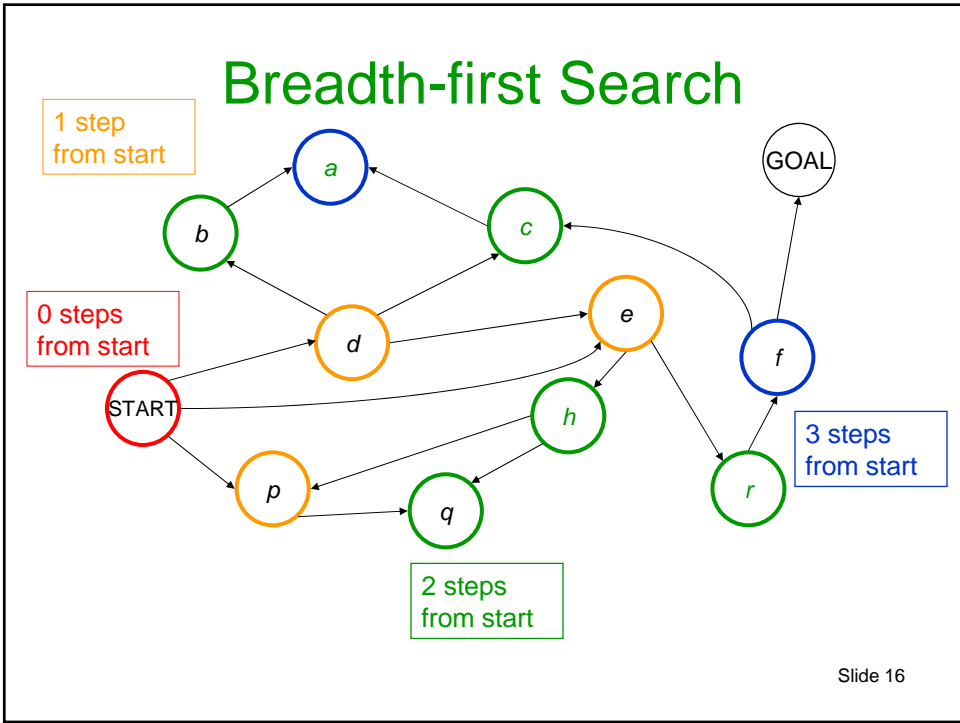 Breadth-first Search
1 step
from start
a
GOAL
b
c
0 steps
from start
d
e
f
START
h
3 steps
from start
p
q
r
2 steps
from start
Slide 16